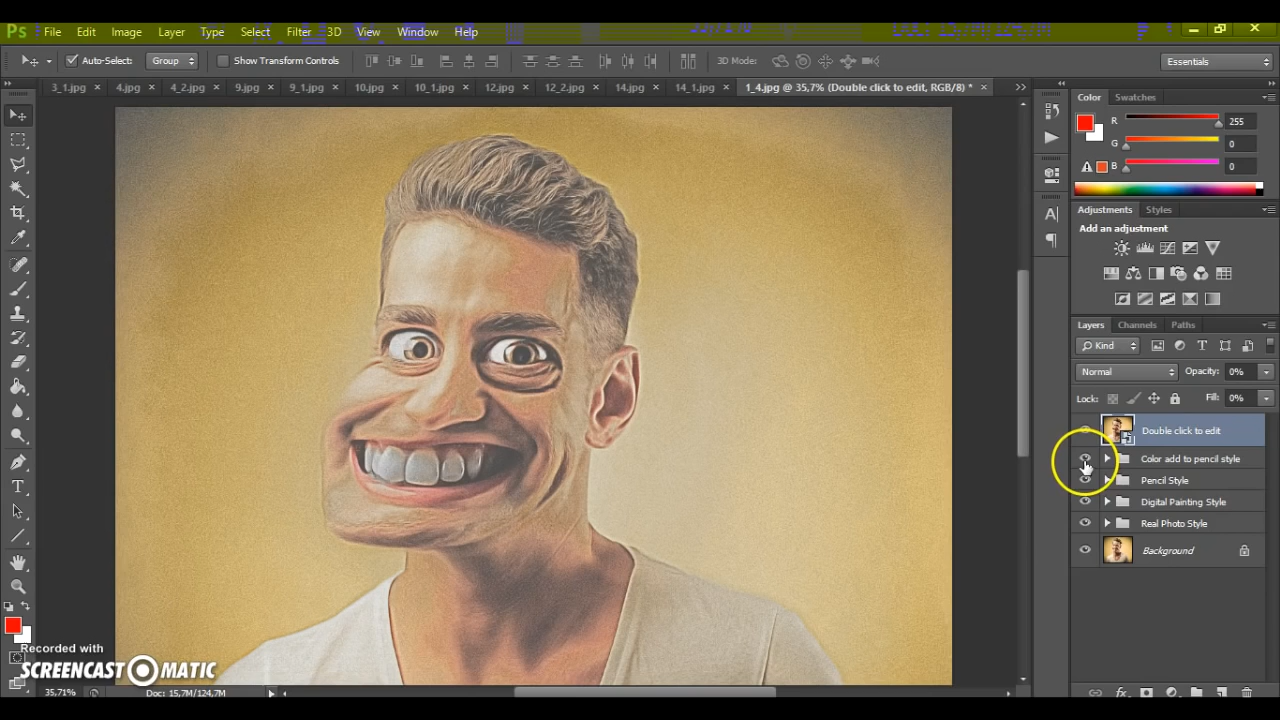 Ps File Edit Image Layer Type Select Filter 3D View Window Help
Auto-Select: Group Show Transform Controls 3D Mode: Essentials
3_1.jpg × 4.jpg × 4_2.jpg × 9.jpg × 9_1.jpg × 10.jpg × 10_1.jpg × 12.jpg × 12_2.jpg × 14.jpg × 14_1.jpg × 1_4.jpg @ 35,7% (Double click to edit, RGB/8) * ×
Color Swatches
R 255
G 0
B 0
Adjustments Styles
Add an adjustment
Layers Channels Paths
Kind
Normal Opacity: 0%
Lock: Fill: 0%
Double click to edit
Color add to pencil style
Pencil Style
Digital Painting Style
Real Photo Style
Background
Recorded with
SCREENCAST MATIC
35,71% Doc: 15,7M/124,7M